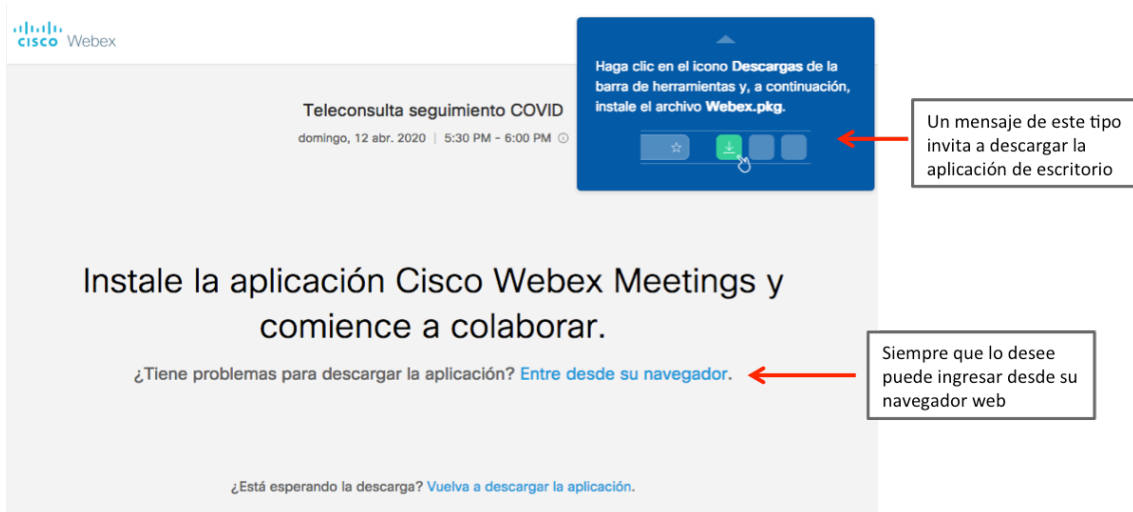 CISCO Webex
Haga clic en el icono Descargas de la
barra de herramientas y, a continuación,
instale el archivo Webex.pkg.
Teleconsulta seguimiento COVID
domingo, 12 abr. 2020 | 5:30 PM - 6:00 PM
Un mensaje de este tipo
invita a descargar la
aplicación de escritorio
Instale la aplicación Cisco Webex Meetings y
comience a colaborar.
¿Tiene problemas para descargar la aplicación? Entre desde su navegador.
Siempre que lo desee
puede ingresar desde su
navegador web
¿Está esperando la descarga? Vuelva a descargar la aplicación.